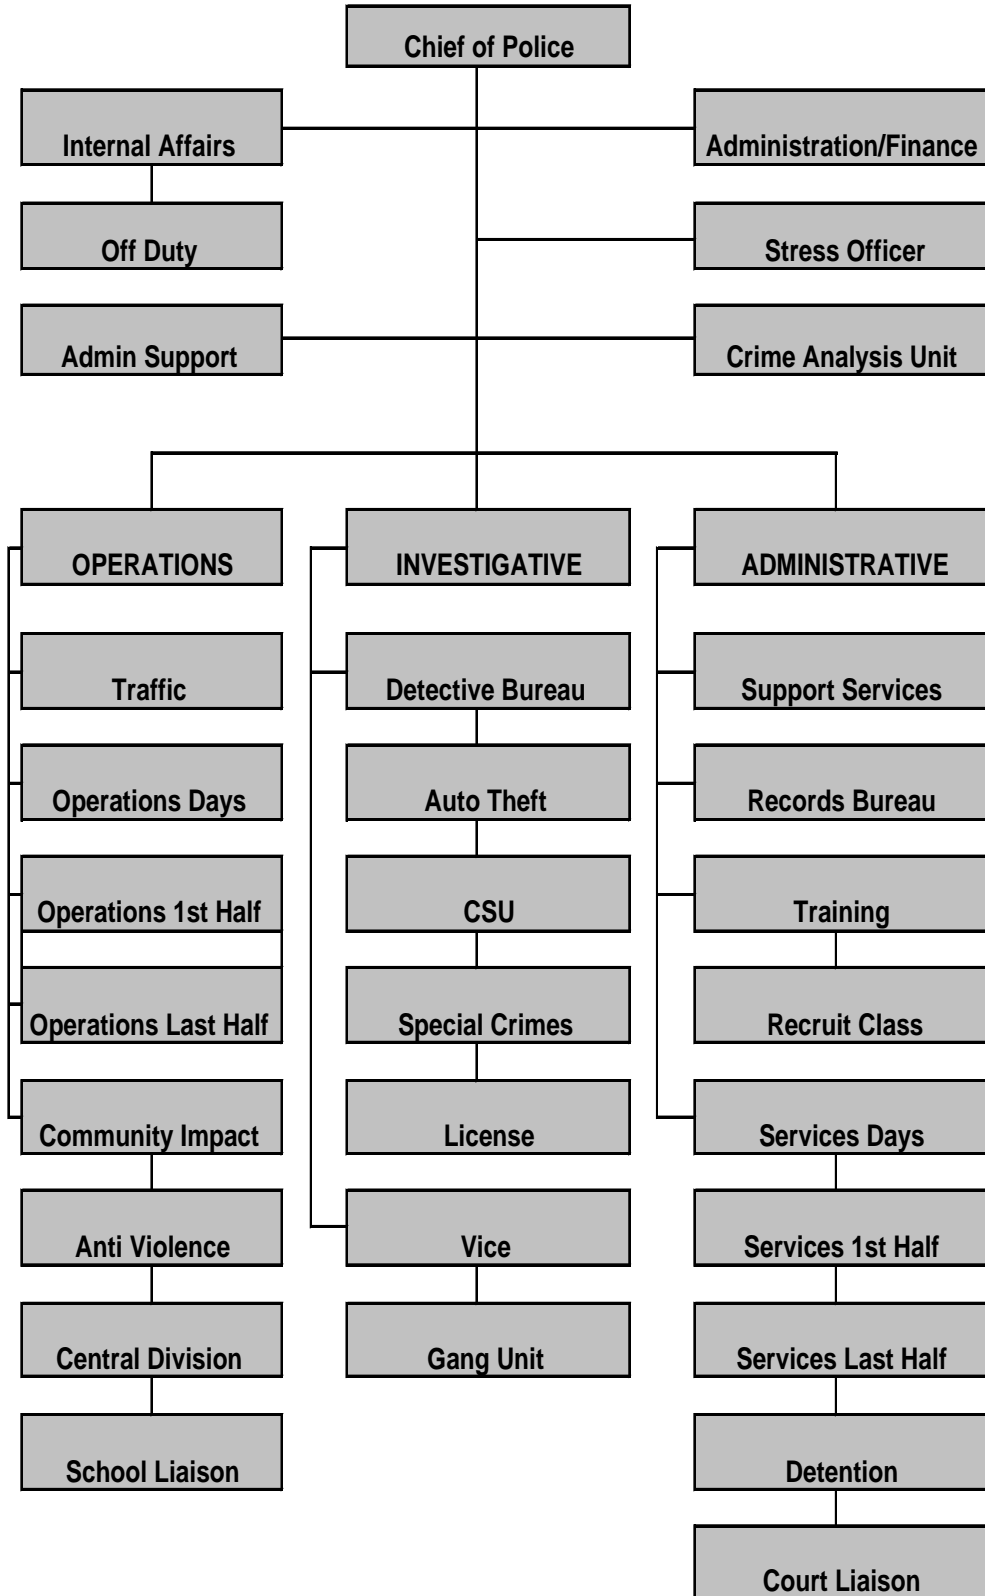 Chief of Police
Internal Affairs
Administration/Finance
Off Duty
Stress Officer
Admin Support
Crime Analysis Unit
OPERATIONS
INVESTIGATIVE
ADMINISTRATIVE
Traffic
Detective Bureau
Support Services
Operations Days
Auto Theft
Records Bureau
Operations 1st Half
CSU
Training
Operations Last Half
Special Crimes
Recruit Class
Community Impact
License
Services Days
Anti Violence
Vice
Services 1st Half
Central Division
Gang Unit
Services Last Half
School Liaison
Detention
Court Liaison